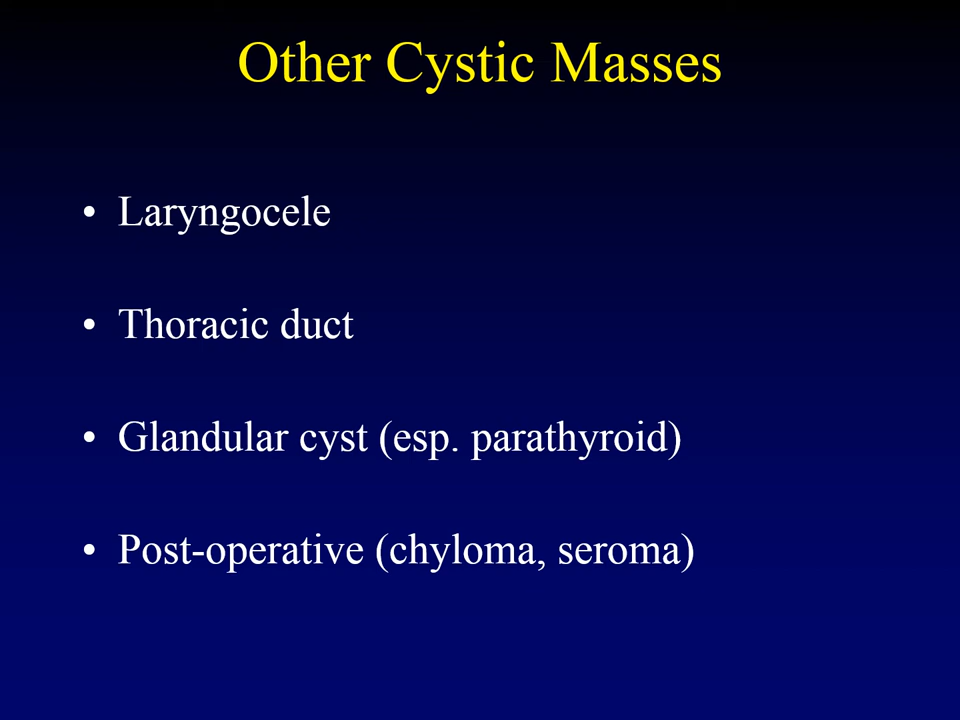 Other Cystic Masses
• Laryngocele
• Thoracic duct
• Glandular cyst (esp. parathyroid)
• Post-operative (chyloma, seroma)